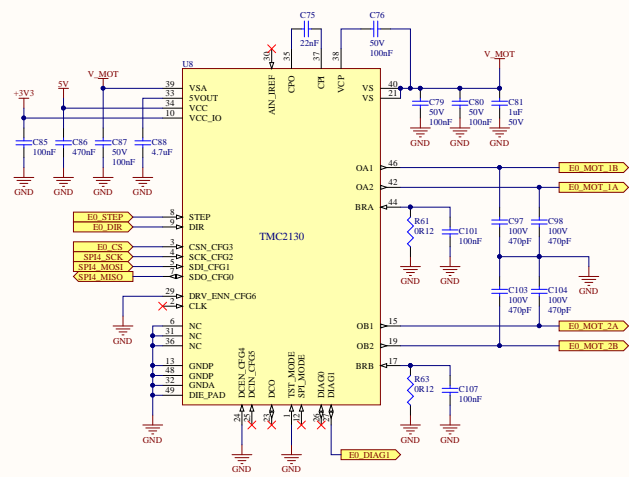 C75
22nF
C76
50V
100nF
V_MOT
U8
30
35
37
38
AIN_IREF
CPO
CPI
VCP
+3V3
5V
V_MOT
39
33
34
10
VSA
5VOUT
VCC
VCC_IO
VS
VS
40
21
C79
50V
100nF
C80
50V
100nF
C81
1uF
50V
GND
GND
GND
C85
100nF
C86
470nF
C87
50V
100nF
C88
4.7uF
GND
GND
GND
GND
TMC2130
OA1
46
E0_MOT_1B
OA2
42
E0_MOT_1A
BRA
44
R61
0R12
C101
100nF
GND
GND
C97
100V
470pF
C98
100V
470pF
GND
C103
100V
470pF
C104
100V
470pF
E0_STEP
8
STEP
E0_DIR
9
DIR
E0_CS
3
CSN_CFG3
SPI4_SCK
4
SCK_CFG2
SPI4_MOSI
5
SDI_CFG1
SPI4_MISO
7
SDO_CFG0
29
DRV_ENN_CFG6
2
CLK
GND
6
NC
31
NC
36
NC
13
GNDP
48
GNDP
32
GNDA
49
DIE_PAD
GND
OB1
15
E0_MOT_2A
OB2
19
E0_MOT_2B
BRB
17
R63
0R12
C107
100nF
GND
GND
DCEN_CFG4
DCIN_CFG5
DCO
TST_MODE
SPI_MODE
DIAG0
DIAG1
24
25
23
1
12
26
27
GND
GND
E0_DIAG1